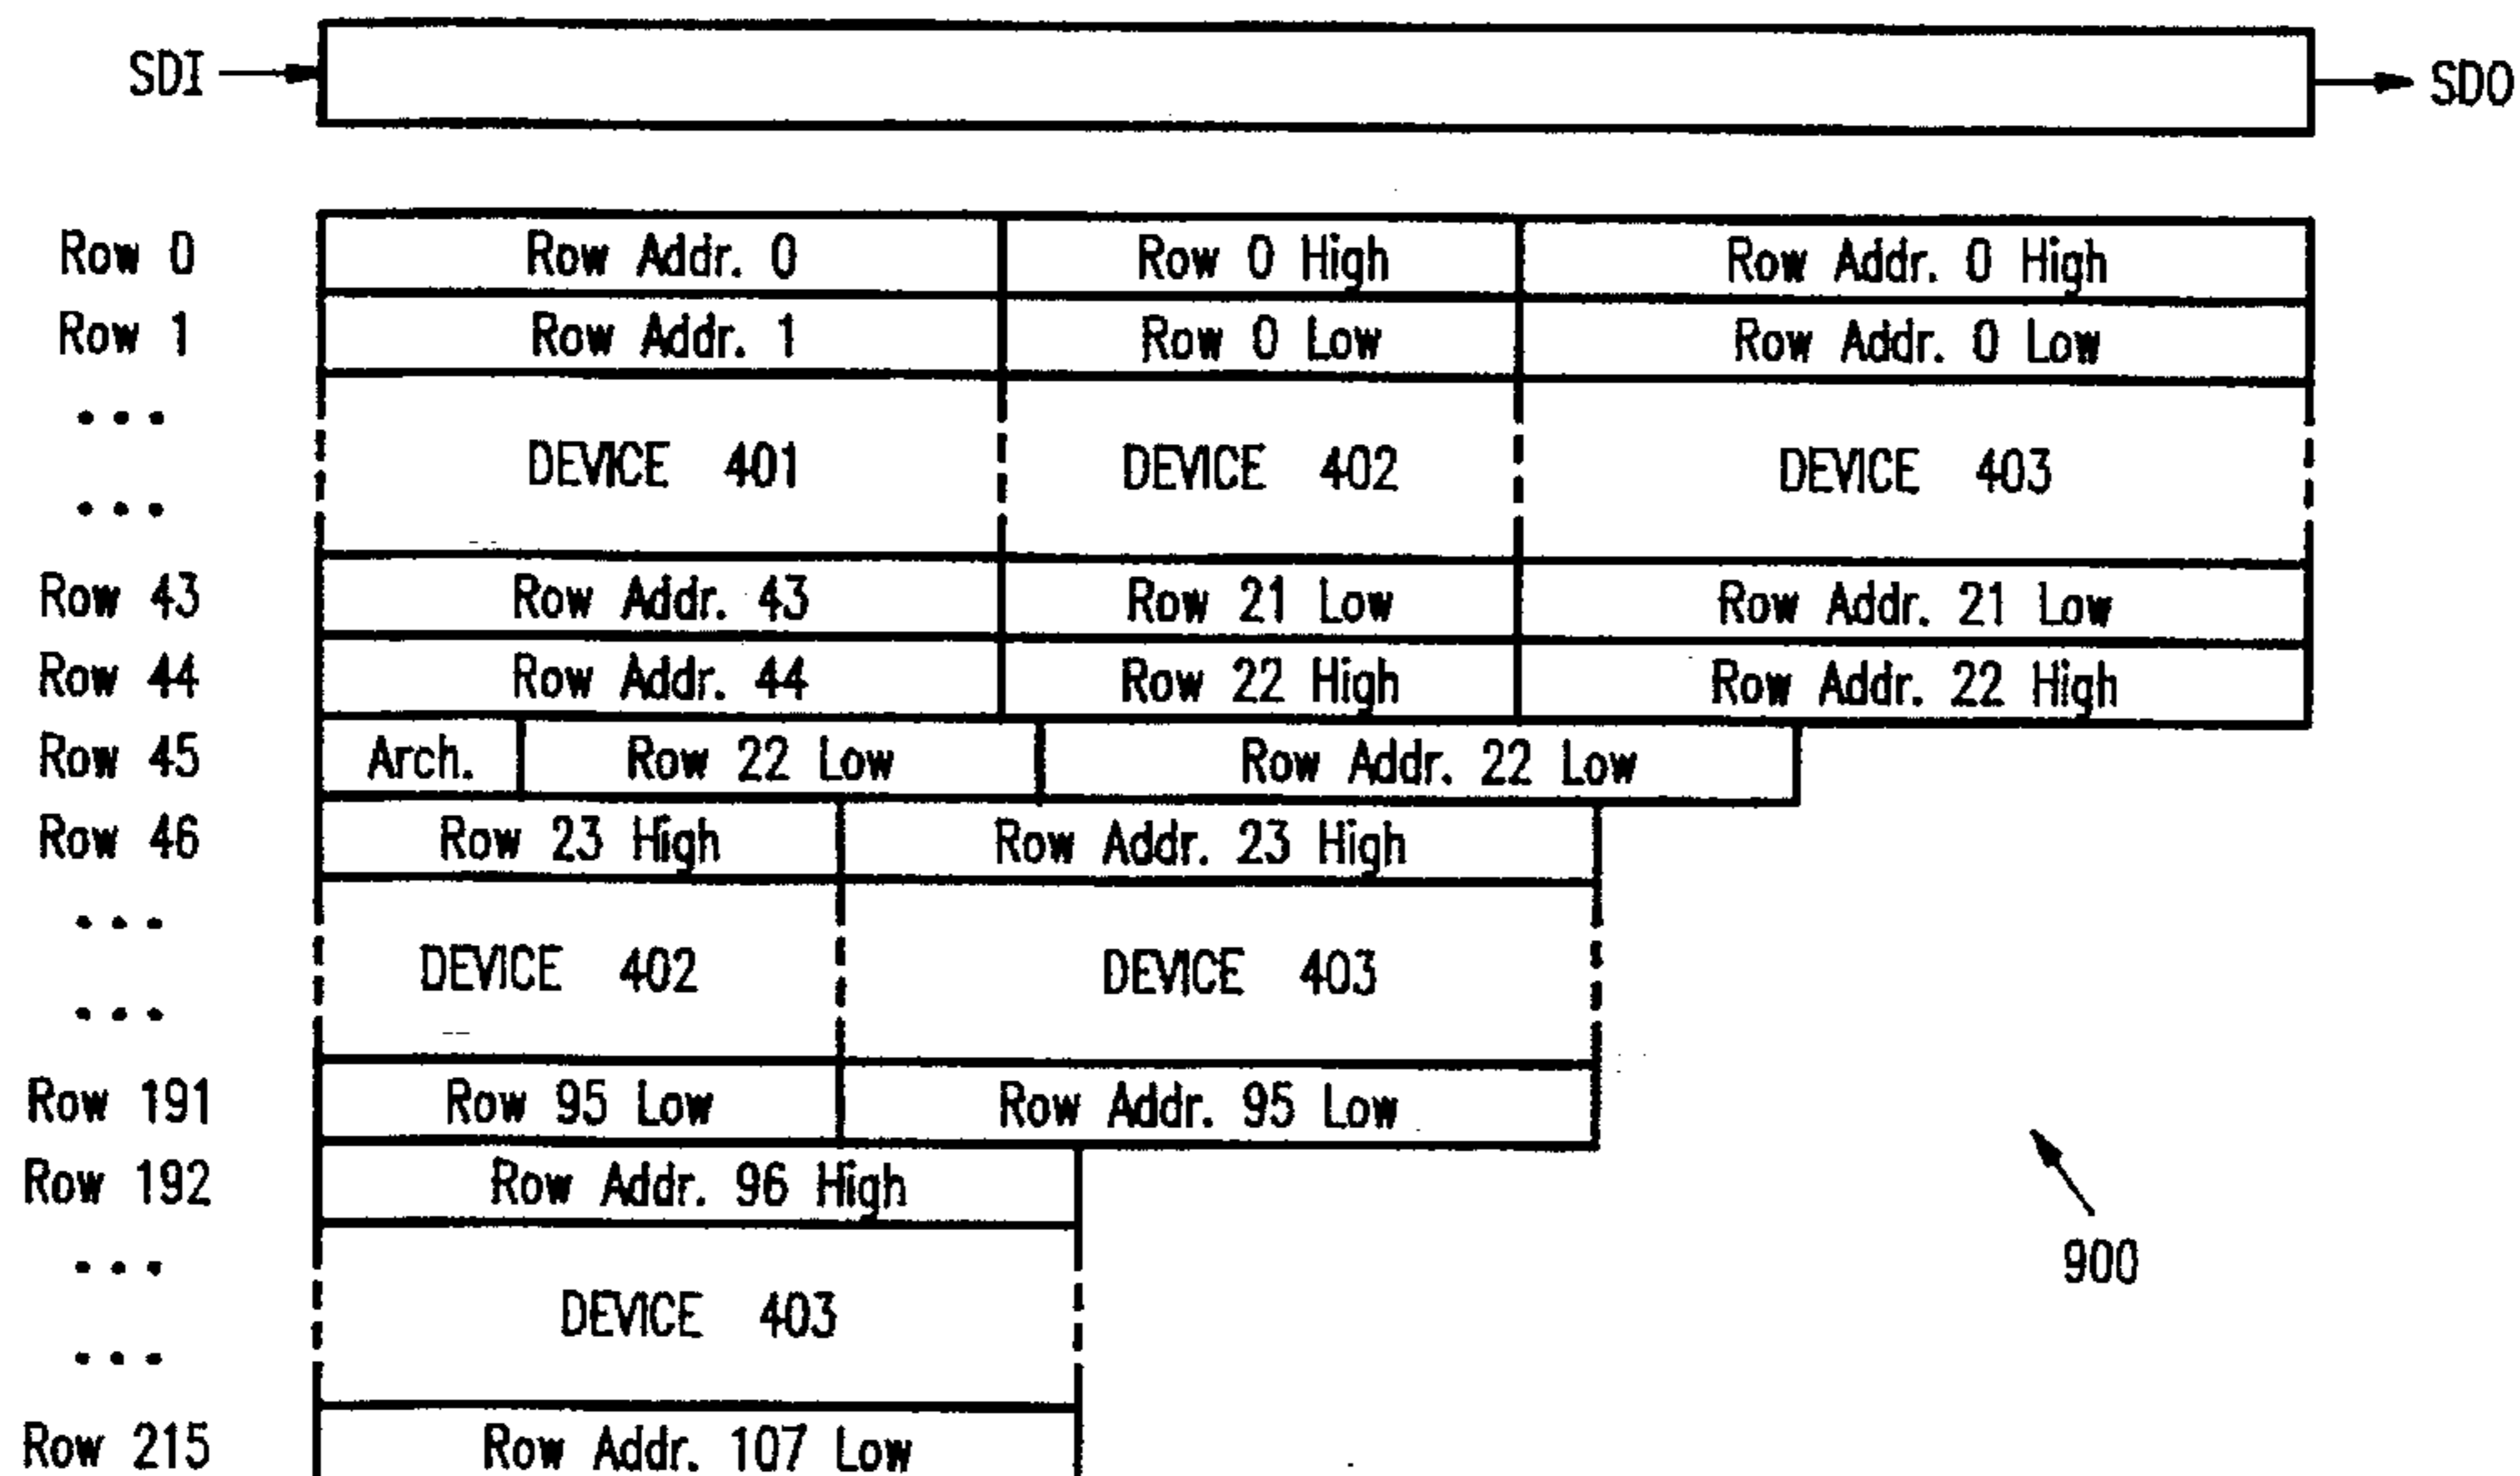 SDI SDO
Row 0 Row Addr. 0 Row 0 High Row Addr. 0 High
Row 1 Row Addr. 1 Row 0 Low Row Addr. 0 Low
...
DEVICE 401 DEVICE 402 DEVICE 403
...
Row 43 Row Addr. 43 Row 21 Low Row Addr. 21 Low
Row 44 Row Addr. 44 Row 22 High Row Addr. 22 High
Row 45 Arch. Row 22 Low Row Addr. 22 Low
Row 46 Row 23 High Row Addr. 23 High
...
DEVICE 402 DEVICE 403
...
Row 191 Row 95 Low Row Addr. 95 Low
Row 192 Row Addr. 96 High
900
...
DEVICE 403
...
Row 215 Row Addr. 107 Low